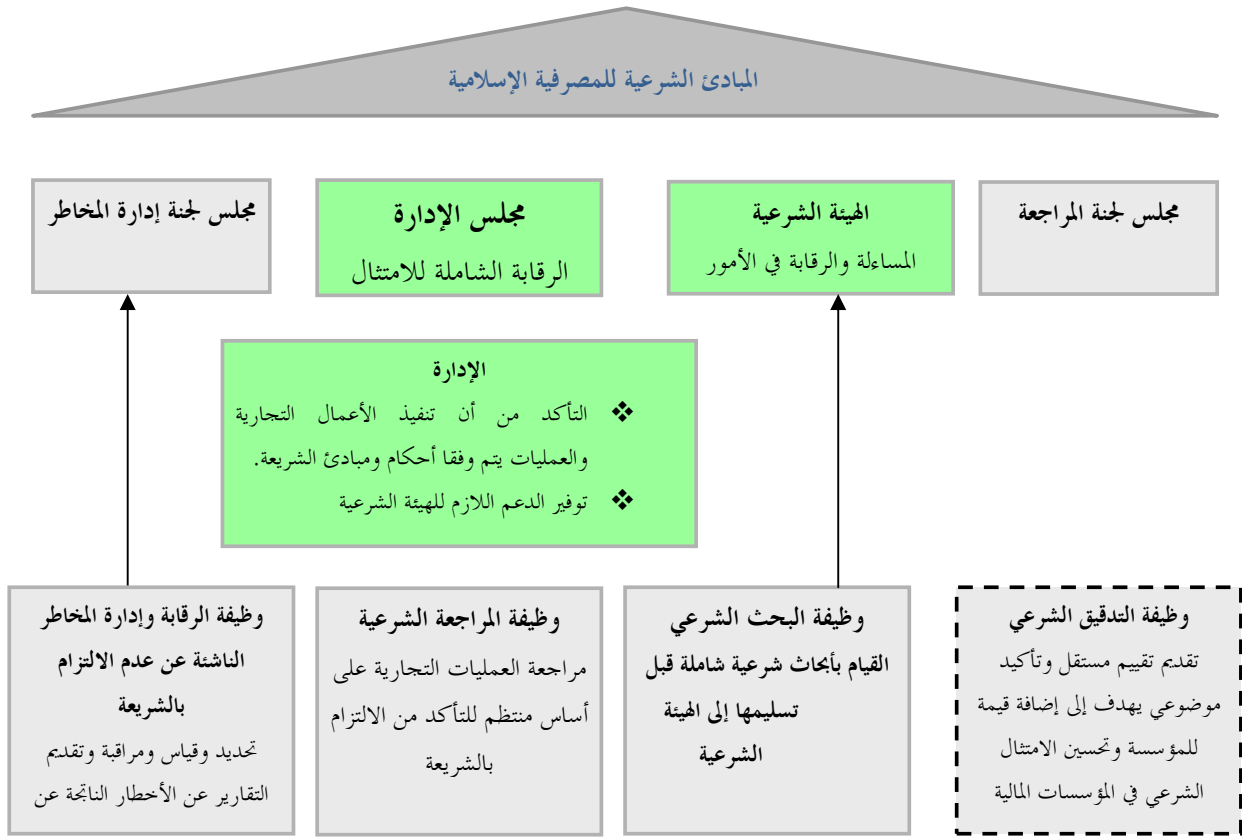 المبادئ الشرعية للمصرفية الإسلامية
مجلس لجنة المراجعة
الهيئة الشرعية
المساءلة والرقابة في الأمور
مجلس الإدارة
الرقابة الشاملة للامتثال
مجلس لجنة إدارة المخاطر
الإدارة
❖ التأكد من أن تنفيذ الأعمال التجارية
والعمليات يتم وفقا أحكام ومبادئ الشريعة.
❖ توفير الدعم اللازم للهيئة الشرعية
وظيفة التدقيق الشرعي
تقديم تقييم مستقل وتأكيد
موضوعي يهدف إلى إضافة قيمة
للمؤسسة وتحسين الامتثال
الشرعي في المؤسسات المالية
وظيفة البحث الشرعي
القيام بأبحاث شرعية شاملة قبل
تسليمها إلى الهيئة
الشرعية
وظيفة المراجعة الشرعية
مراجعة العمليات التجارية على
أساس منتظم للتأكد من الالتزام
بالشريعة
وظيفة الرقابة وإدارة المخاطر
الناشئة عن عدم الالتزام
بالشريعة
تحديد وقياس ومراقبة وتقديم
التقارير عن الأخطار الناتجة عن